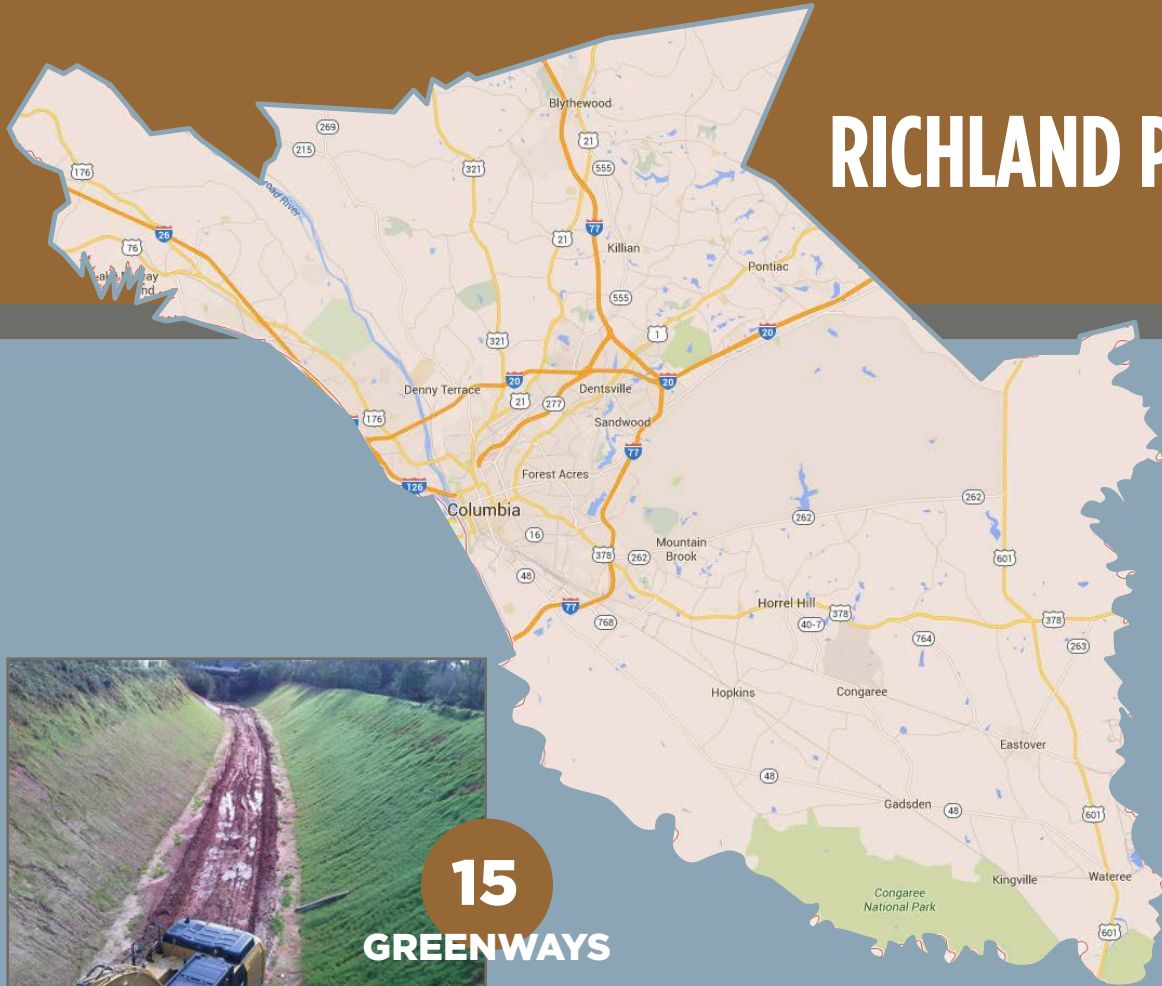 RICHLAND P
Blythewood
269
21
215
555
321
176
road River
77
26
21
Killian
76
Pontiac
555
1
20
321
Denny Terrace
20
Dentsville
20
21
277
176
Sandwood
77
Forest Acres
126
262
Columbia
262
16
Mountain
Brook
378
262
601
48
77
Horrel Hill
378
768
40-7
378
764
263
Hopkins
Congaree
Eastover
48
Gadsden
48
601
15
GREENWAYS
Kingville
Wateree
Congaree
National Park
601